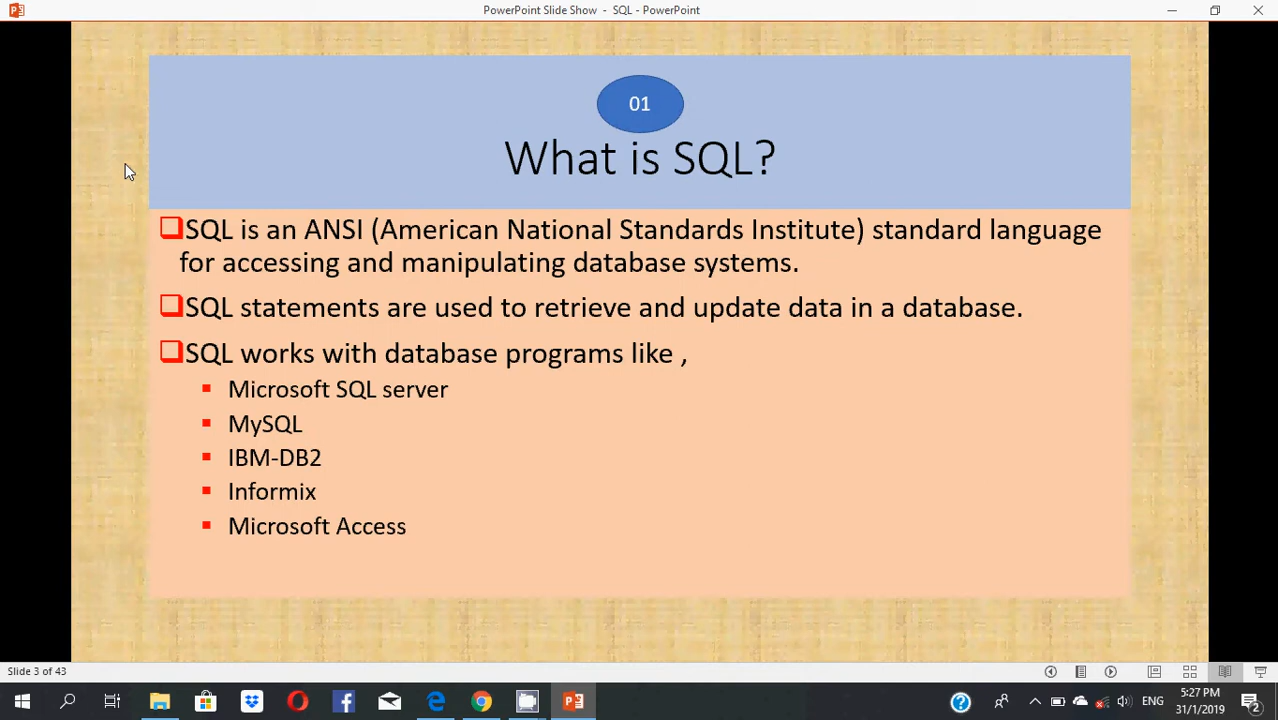 PowerPoint Slide Show - SQL - PowerPoint
01
What is SQL?
SQL is an ANSI (American National Standards Institute) standard language
for accessing and manipulating database systems.
SQL statements are used to retrieve and update data in a database.
SQL works with database programs like ,
Microsoft SQL server
MySQL
IBM-DB2
Informix
Microsoft Access
Slide 3 of 43
ENG
5:27 PM
31/1/2019
2